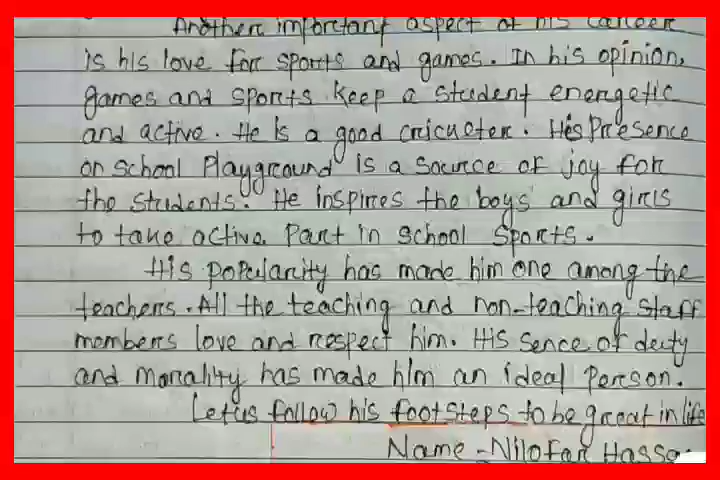 Another important aspect of his career
is his love for sports and games. In his opinion,
games and sports keep a student energetic
and active. He is a good cricketer. His Presence
on school Playground is a source of joy for
the students. He inspires the boys and girls
to take active Part in school sports.
His popularity has made him one among the
teachers. All the teaching and non-teaching staff
members love and respect him. His sence of duty
and morality has made him an ideal person.
Let us follow his footsteps to be great in life
Name - Nilofar